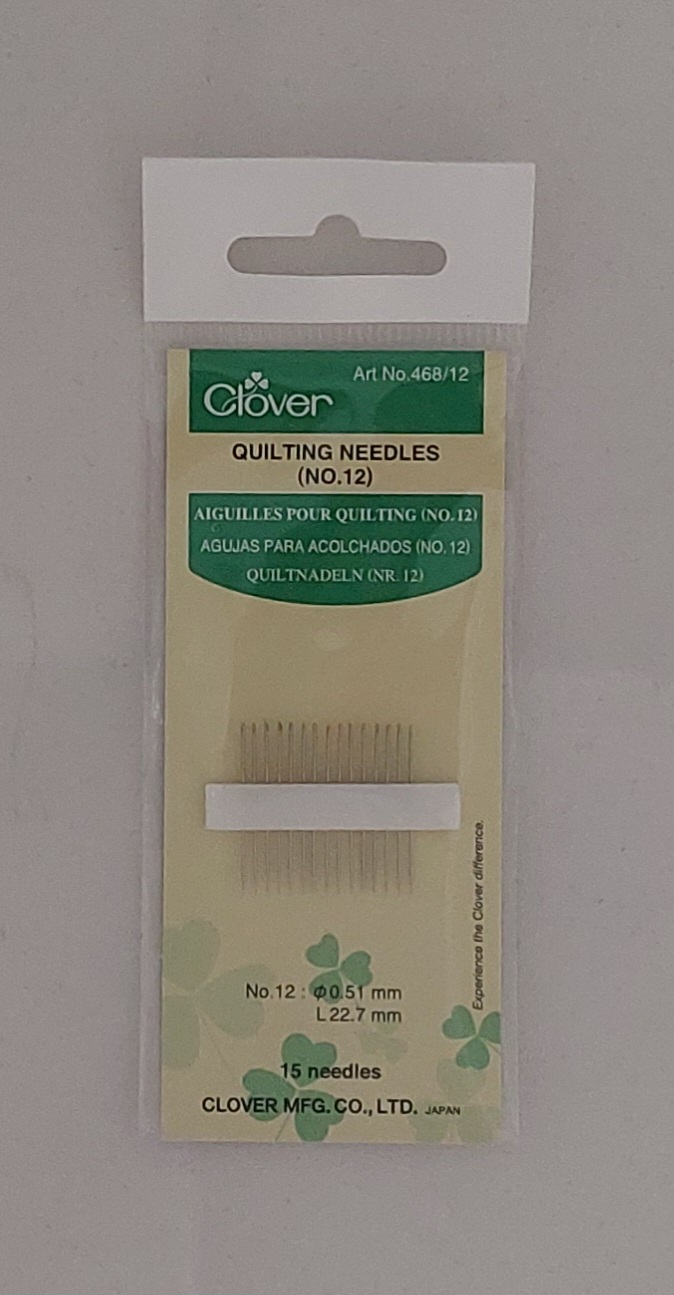 Clover
Art No.468/12
QUILTING NEEDLES
(NO.12)
AIGUILLES POUR QUILTING (NO.12)
AGUJAS PARA ACOLCHADOS (NO.12)
QUILTNADELN (NR. 12)
Experience the Clover difference.
No.12 : Φ0.51 mm
L22.7 mm
15 needles
CLOVER MFG.CO.,LTD. JAPAN